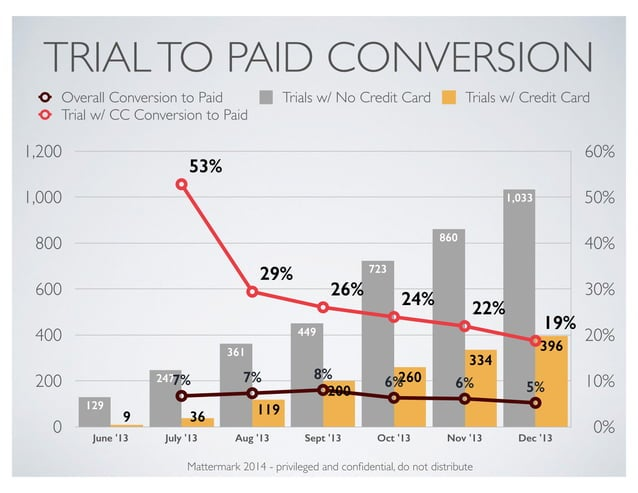 TRIAL TO PAID CONVERSION
Overall Conversion to Paid Trials w/ No Credit Card Trials w/ Credit Card
Trial w/ CC Conversion to Paid
1,200 60%
53%
1,000 50%
1,033
860
800 40%
723
29%
600 26% 30%
24%
22%
449
19%
400 20%
396
361
334
247 7% 7% 8% 6% 260 6% 5%
200 200 10%
129
9 36 119
0 0%
June '13 July '13 Aug '13 Sept '13 Oct '13 Nov '13 Dec '13
Mattermark 2014 - privileged and confidential, do not distribute